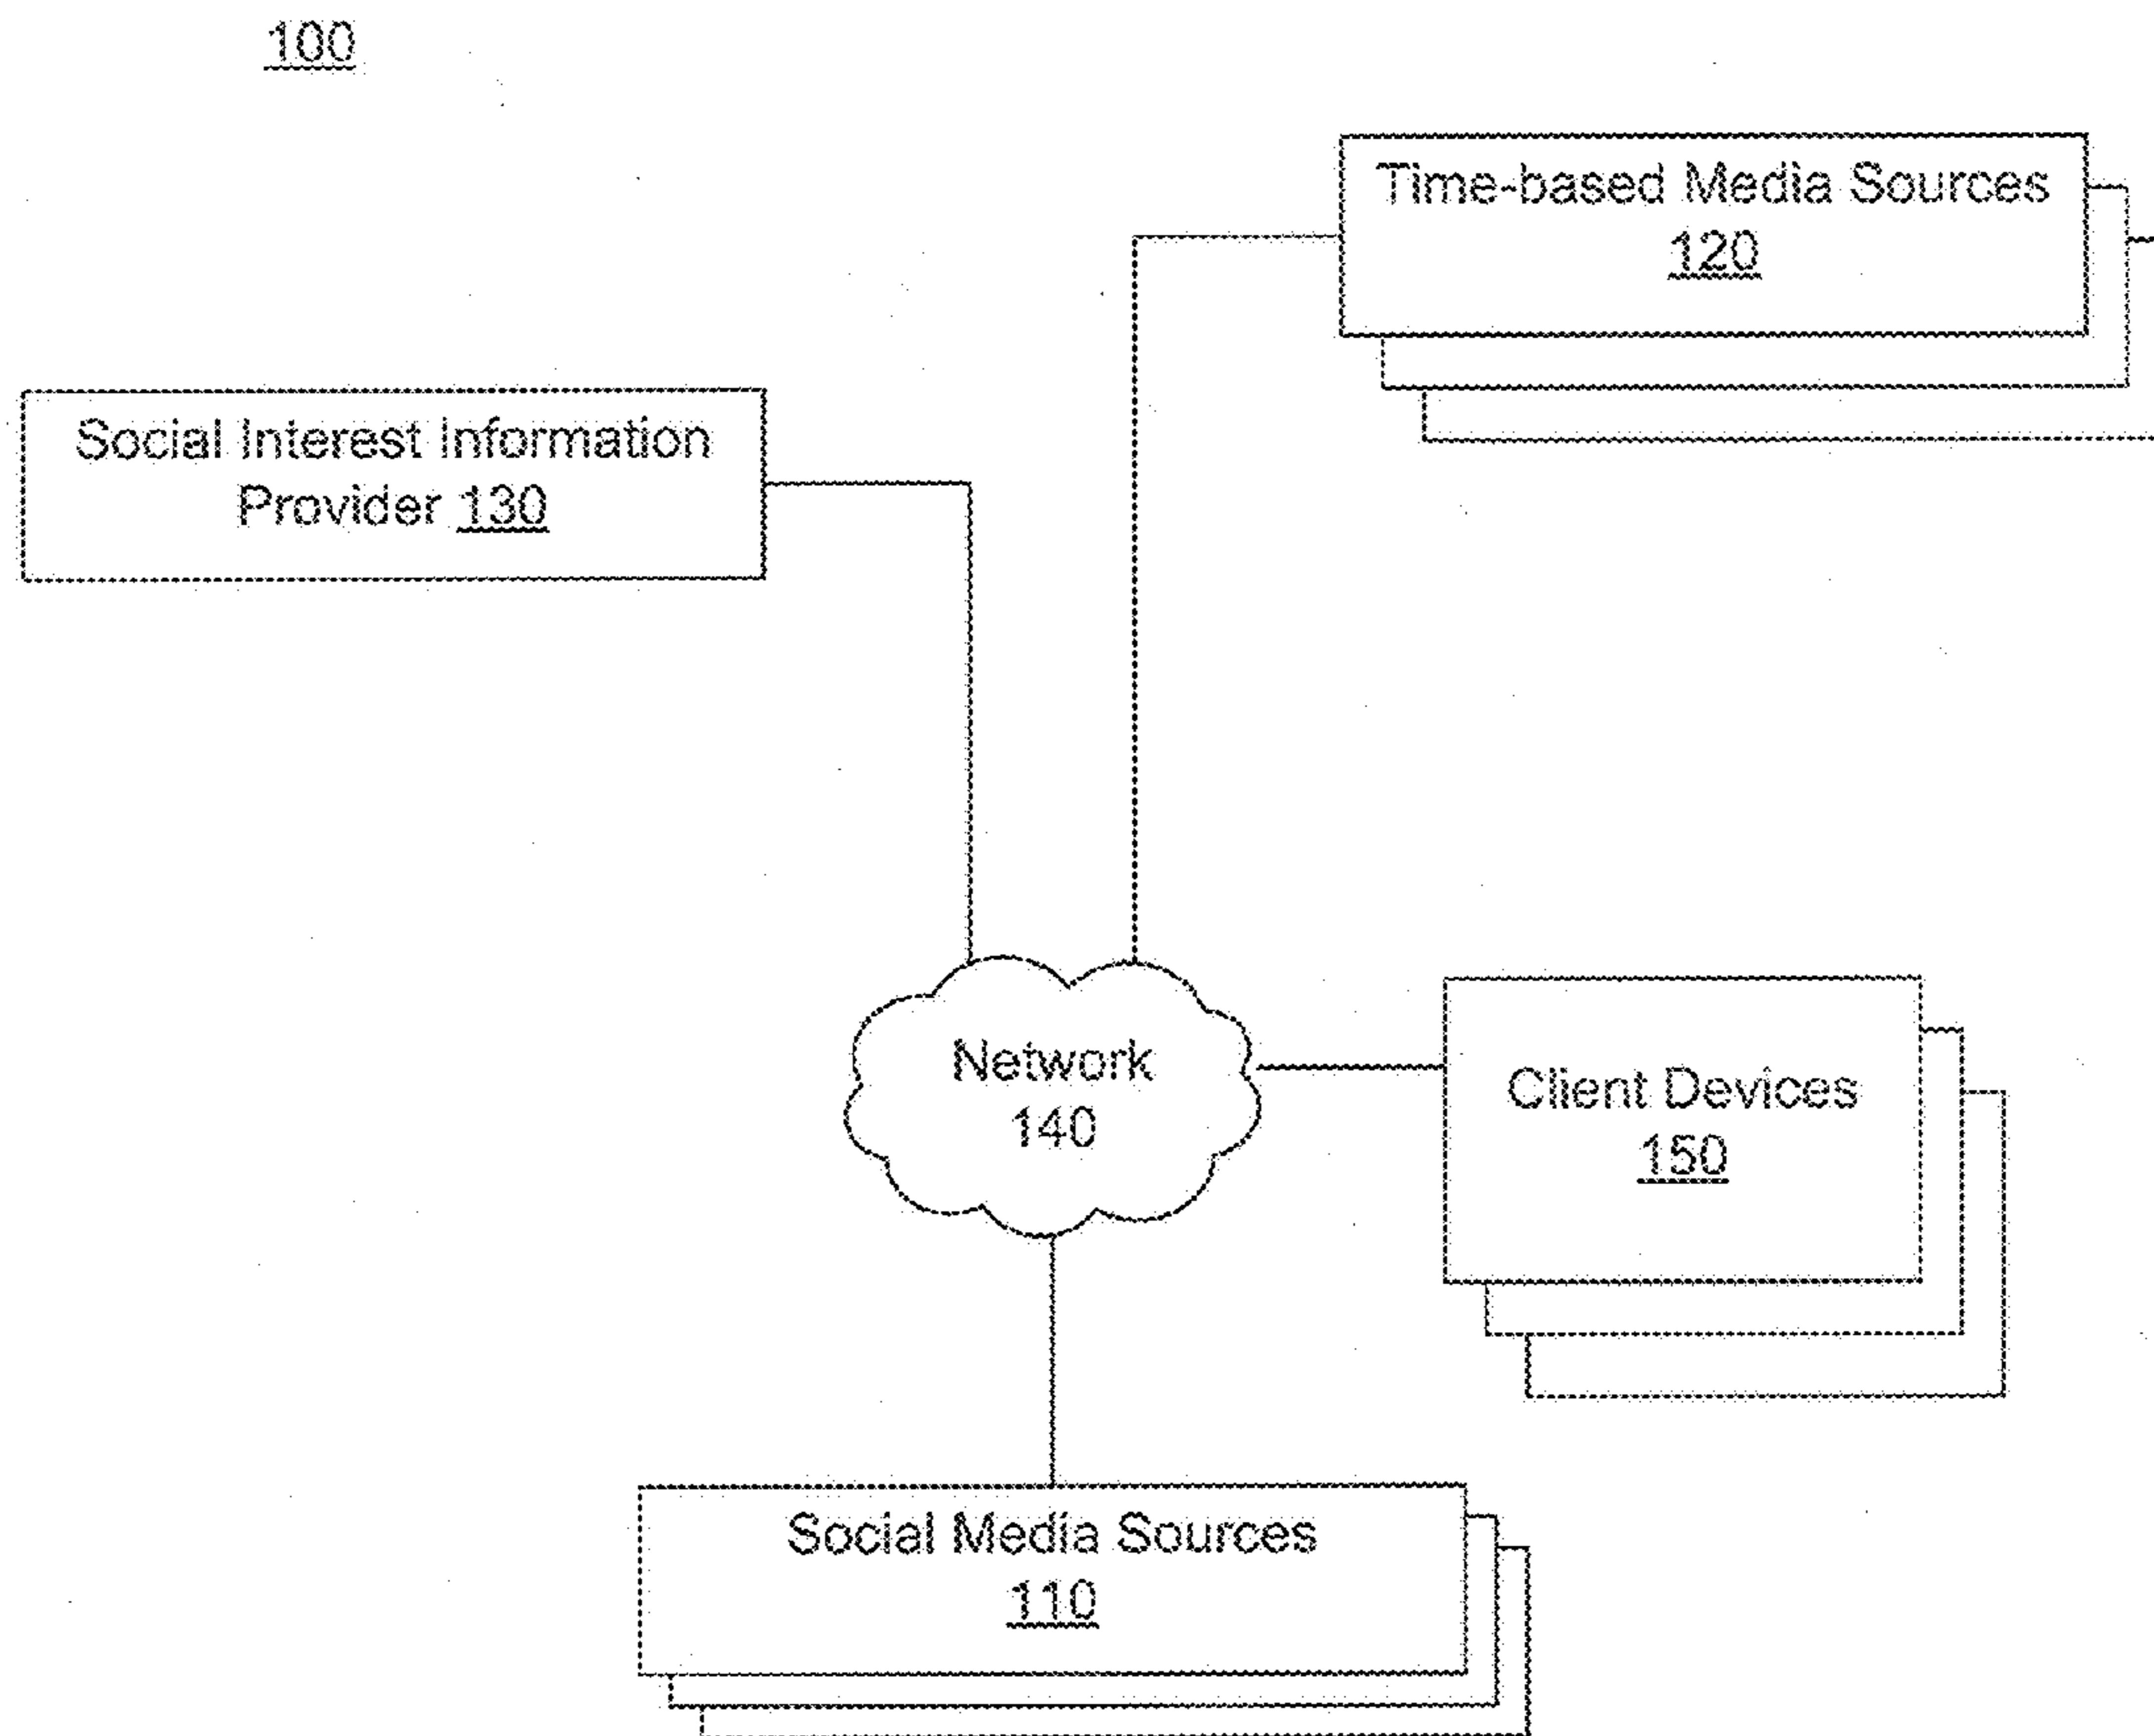 100
Time-based Media Sources
120
Social Interest Information
Provider 130
Network
140
Client Devices
150
Social Media Sources
110